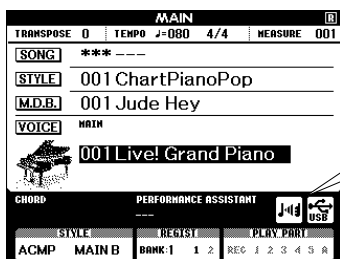 MAIN R
TRANSPOSE 0 TEMPO ♩=080 4/4 MEASURE 001
SONG *** ---
STYLE 001 ChartPianoPop
M.D.B. 001 Jude Hey
VOICE MAIN
001 Live! Grand Piano
CHORD PERFORMANCE ASSISTANT
---
USB
STYLE REGIST PLAY PART
ACMP MAIN B BANK:1 1 2 REC 1 2 3 4 5 A